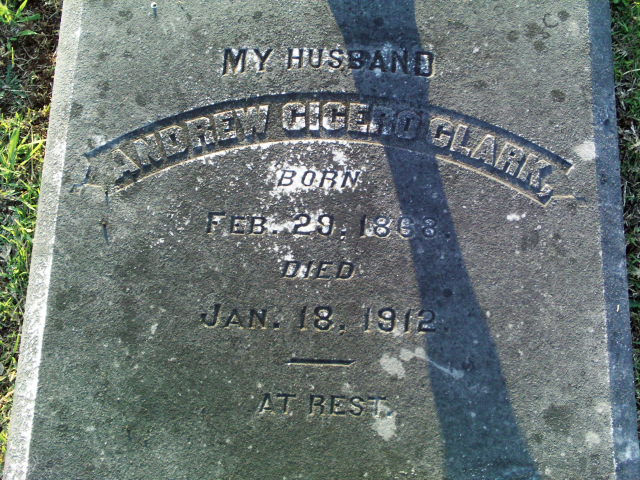 MY HUSBAND
ANDREW CICERO CLARK,
BORN
FEB. 29, 1868
DIED
JAN. 18, 1912
AT REST.